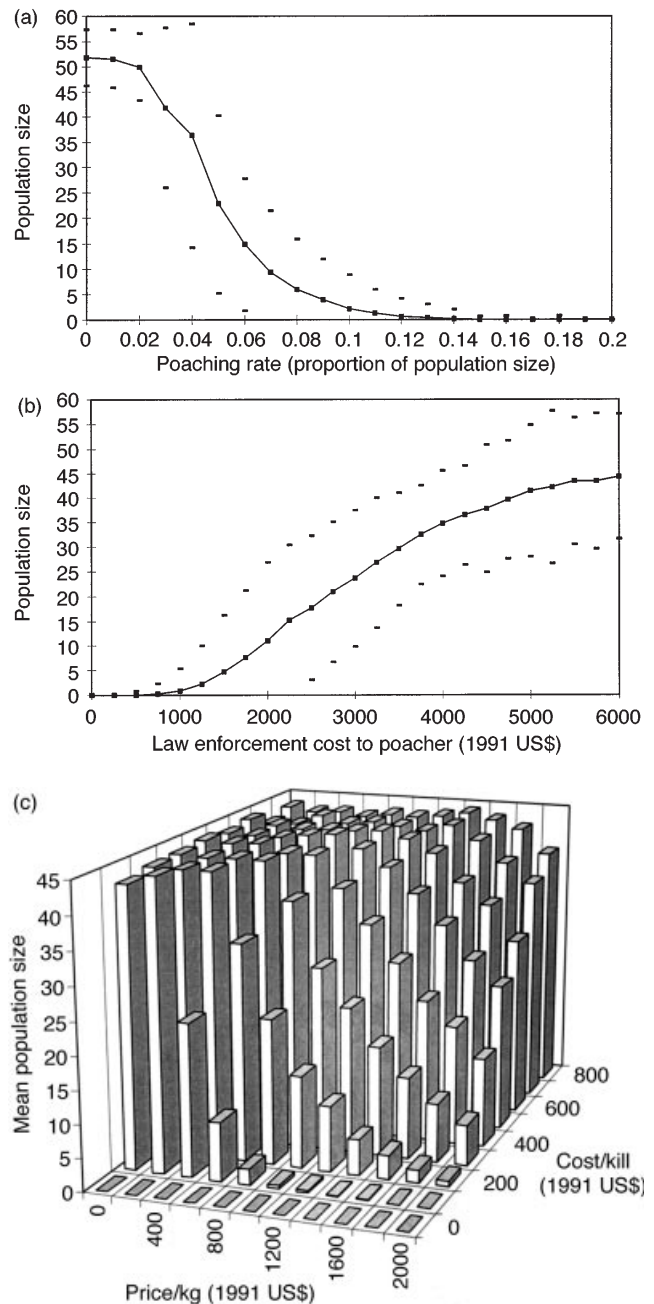 (a)
60
55
50
45
40
35
30
25
20
15
10
5
0
Population size
0 0.02 0.04 0.06 0.08 0.1 0.12 0.14 0.16 0.18 0.2
Poaching rate (proportion of population size)
(b)
60
55
50
45
40
35
30
25
20
15
10
5
0
Population size
0 1000 2000 3000 4000 5000 6000
Law enforcement cost to poacher (1991 US$)
(c)
45
40
35
30
25
20
15
10
5
0
Mean population size
0 400 800 1200 1600 2000
Price/kg (1991 US$)
800
600
400
200
0
Cost/kill
(1991 US$)